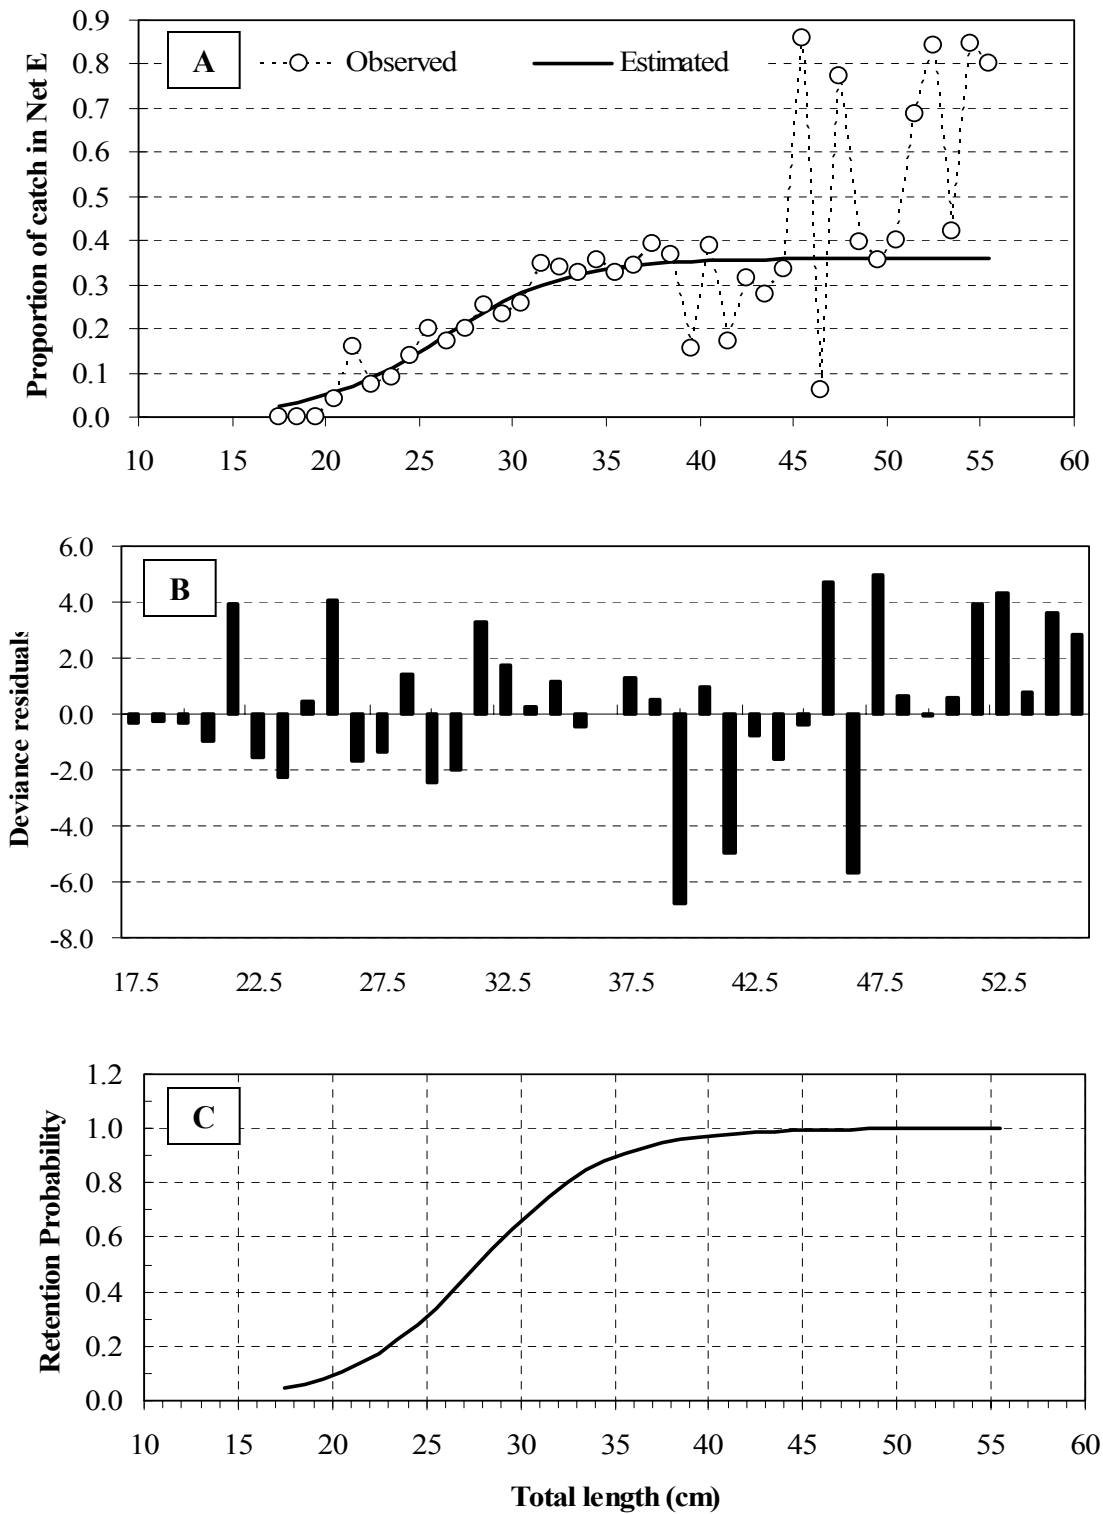 A
Observed
Estimated
Proportion of catch in Net E
0.9
0.8
0.7
0.6
0.5
0.4
0.3
0.2
0.1
0.0
10 15 20 25 30 35 40 45 50 55 60
B
Deviance residuals
6.0
4.0
2.0
0.0
-2.0
-4.0
-6.0
-8.0
17.5 22.5 27.5 32.5 37.5 42.5 47.5 52.5
C
Retention Probability
1.2
1.0
0.8
0.6
0.4
0.2
0.0
10 15 20 25 30 35 40 45 50 55 60
Total length (cm)